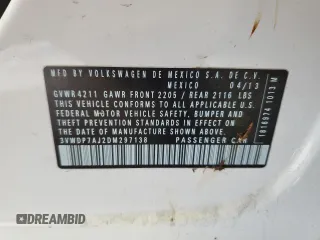 MFD BY VOLKSWAGEN DE MEXICO S.A. DE C.V.
MEXICO 04/13
GVWR 4211 GAWR FRONT 2205 / REAR 2116 LBS
THIS VEHICLE CONFORMS TO ALL APPLICABLE U.S.
FEDERAL MOTOR VEHICLE SAFETY, BUMPER AND
THEFT PREVENTION STANDARDS IN EFFECT ON
THE DATE OF MANUFACTURE SHOWN ABOVE.
3VWDP7AJ2DM297138 PASSENGER CAR
1013 M
AUTOBIDMASTER